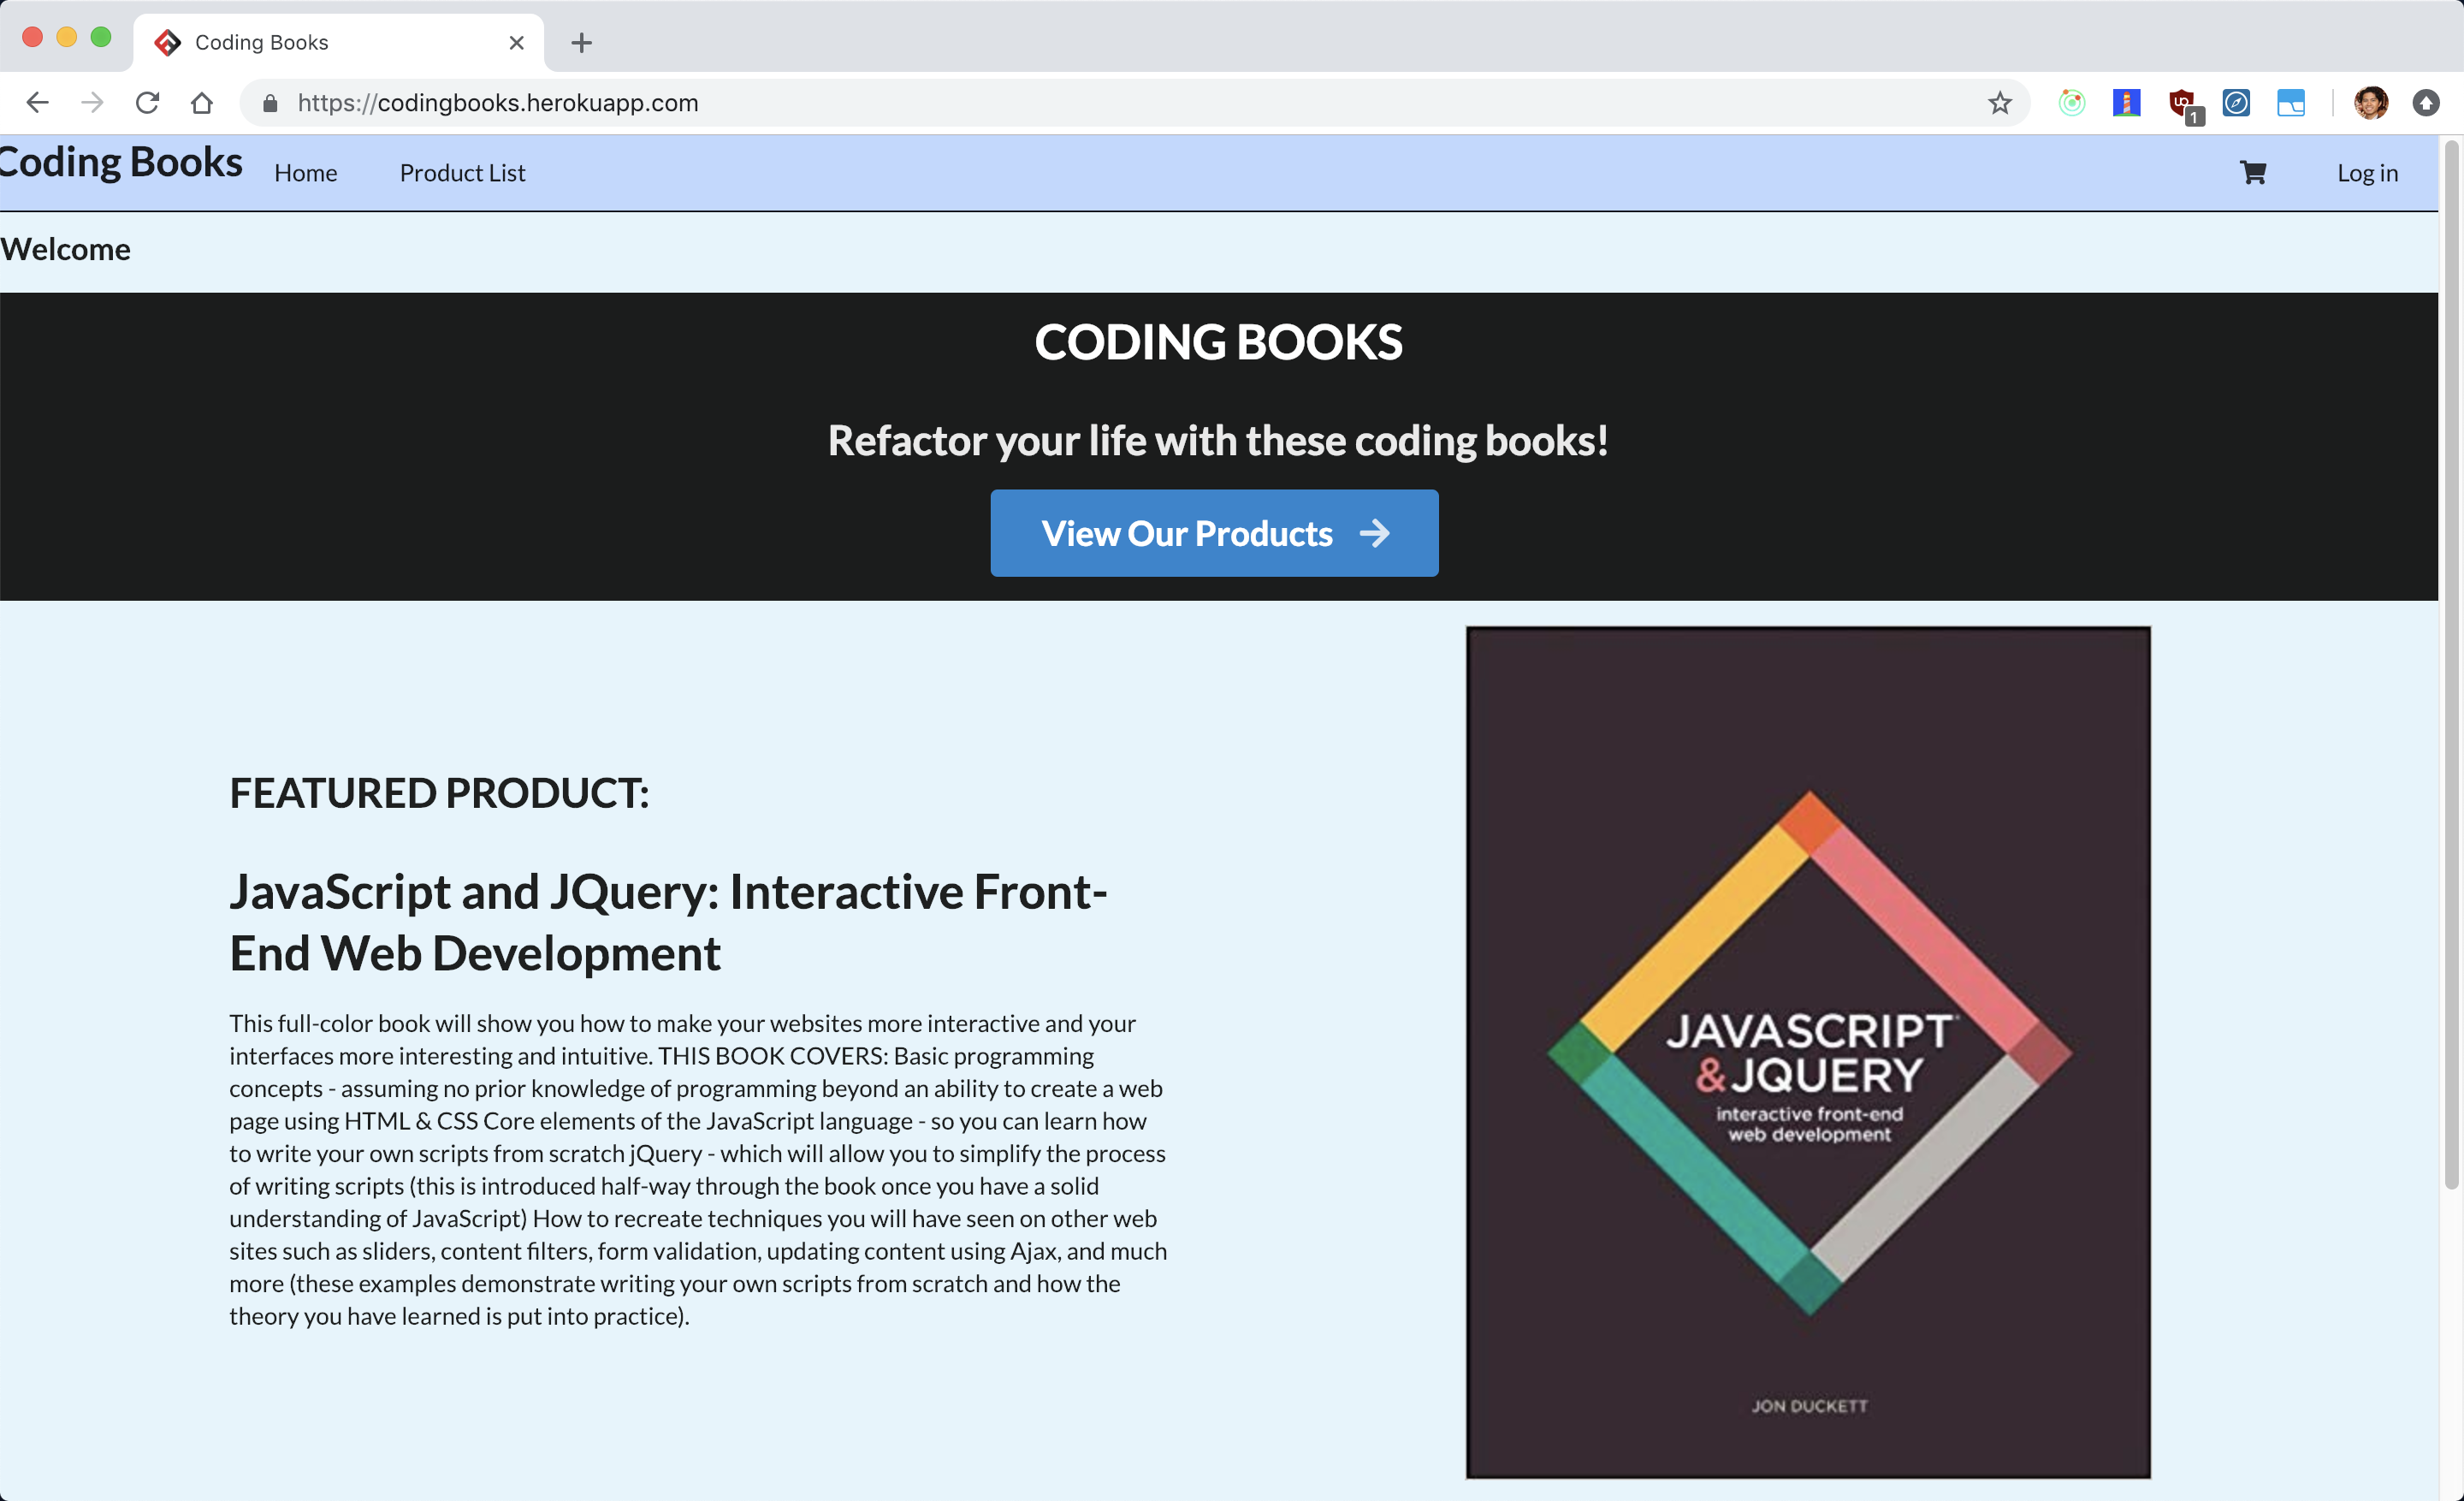 Coding Books
https://codingbooks.herokuapp.com
1
Coding Books
Home
Product List
Log in
Welcome
CODING BOOKS
Refactor your life with these coding books!
View Our Products
FEATURED PRODUCT:
JavaScript and JQuery: Interactive Front-
End Web Development
This full-color book will show you how to make your websites more interactive and your
interfaces more interesting and intuitive. THIS BOOK COVERS: Basic programming
concepts - assuming no prior knowledge of programming beyond an ability to create a web
page using HTML & CSS Core elements of the JavaScript language - so you can learn how
to write your own scripts from scratch jQuery - which will allow you to simplify the process
of writing scripts (this is introduced half-way through the book once you have a solid
understanding of JavaScript) How to recreate techniques you will have seen on other web
sites such as sliders, content filters, form validation, updating content using Ajax, and much
more (these examples demonstrate writing your own scripts from scratch and how the
theory you have learned is put into practice).
JAVASCRIPT
&JQUERY
interactive front-end
web development
JON DUCKETT